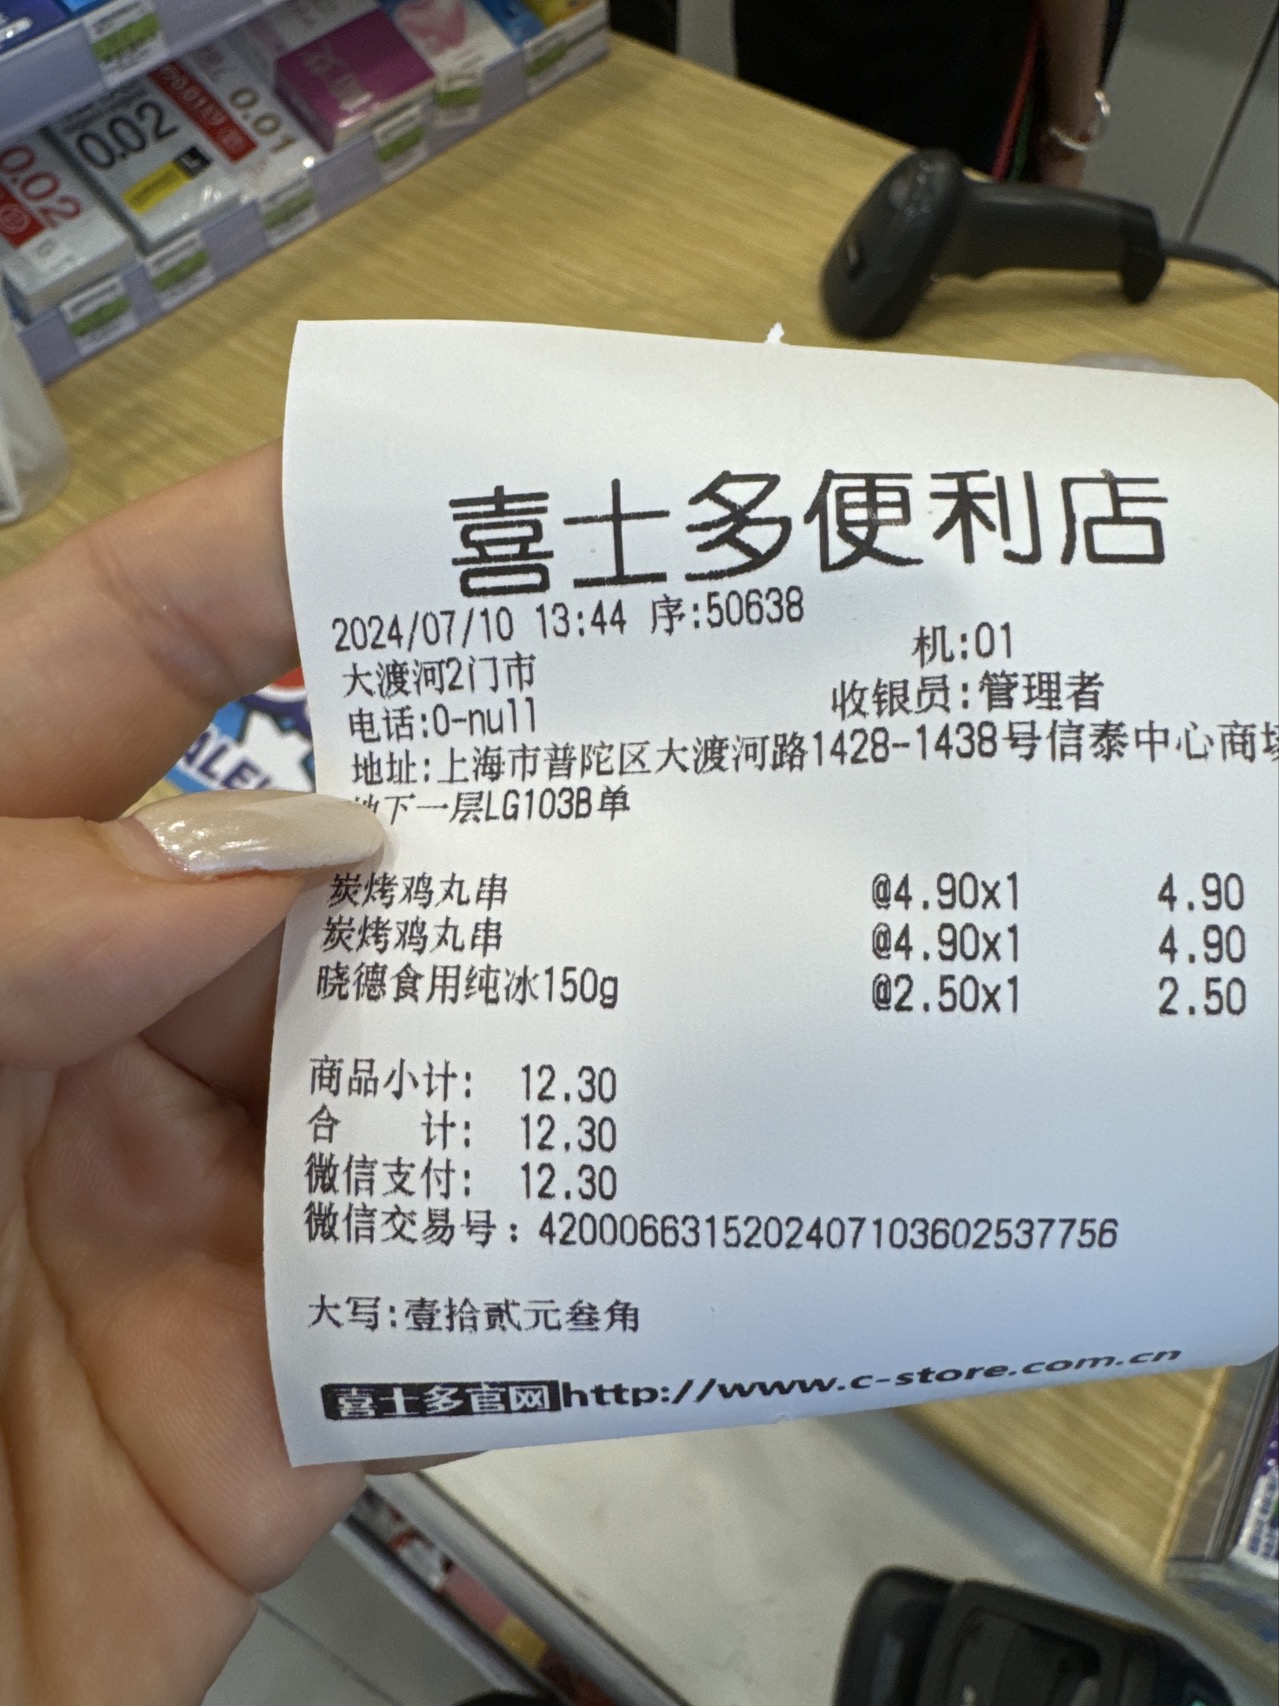 0.02
0.02
0.01
喜士多便利店
2024/07/10 13:44 序:50638
机:01
大渡河2门市
收银员:管理者
电话:0-null
地址:上海市普陀区大渡河路1428-1438号信泰中心商场
地下一层LG103B单
炭烤鸡丸串 @4.90x1 4.90
炭烤鸡丸串 @4.90x1 4.90
晓德食用纯冰150g @2.50x1 2.50
商品小计: 12.30
合 计: 12.30
微信支付: 12.30
微信交易号: 4200066315202407103602537756
大写:壹拾贰元叁角
喜士多官网http://www.c-store.com.cn